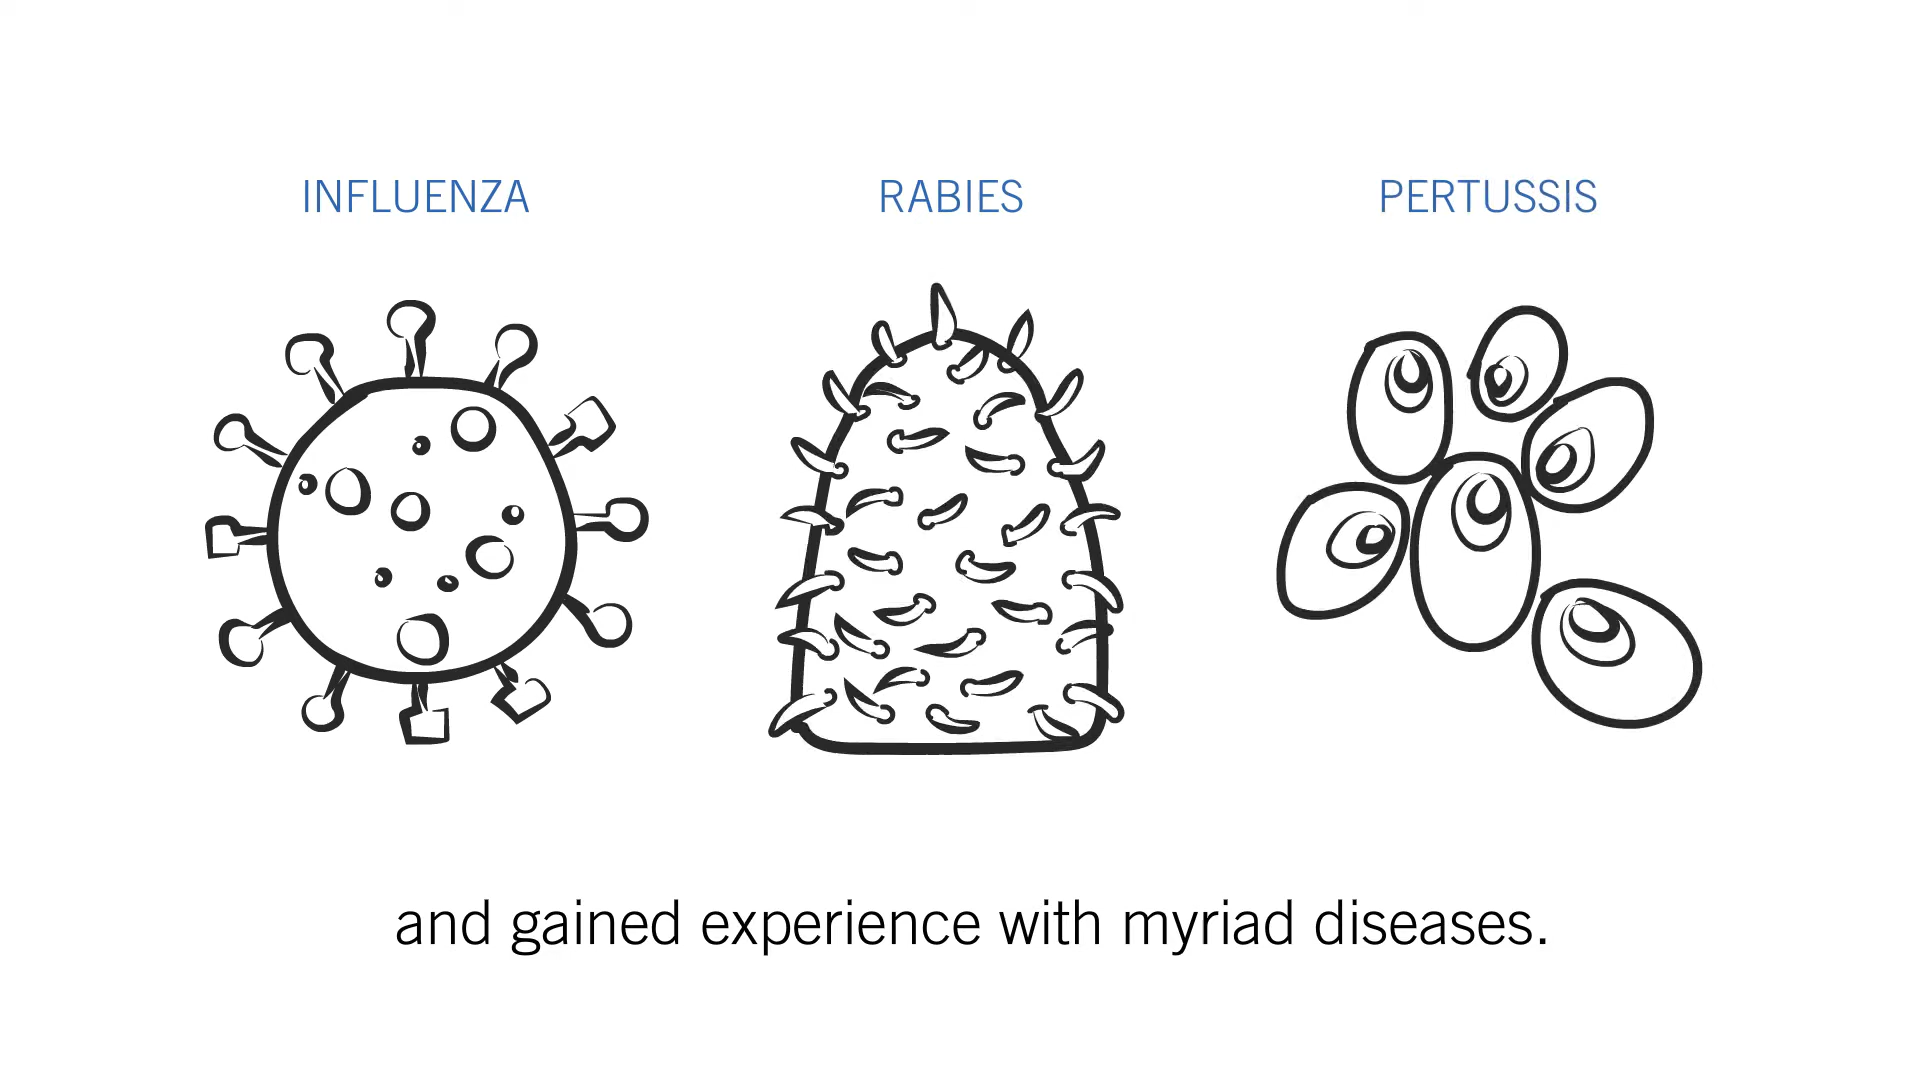 INFLUENZA
RABIES
PERTUSSIS
and gained experience with myriad diseases.